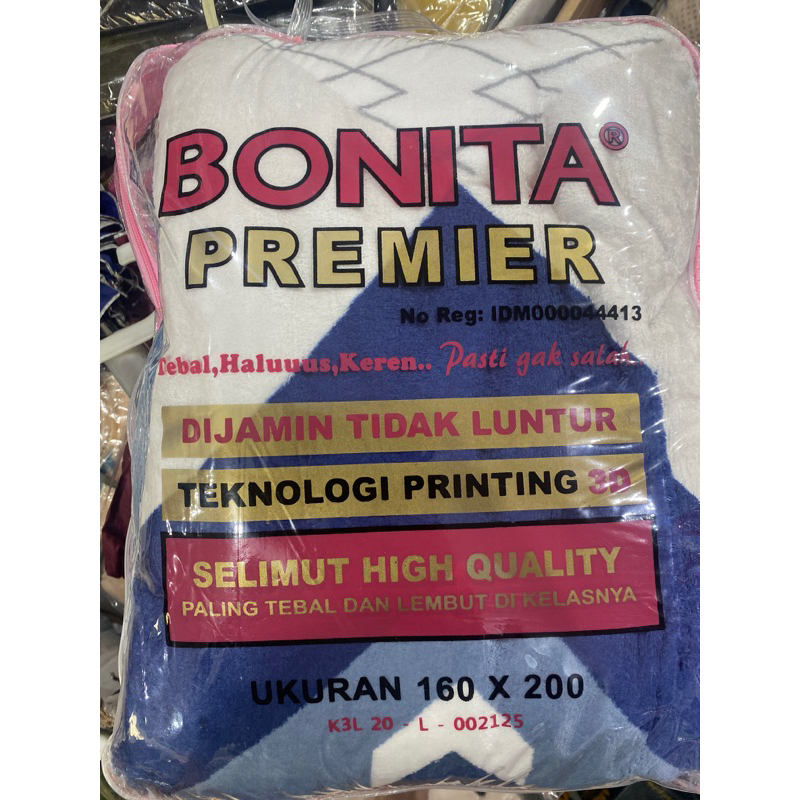 BONITA®
PREMIER
No Reg: IDM000044413
Tebal,Haluuus,Keren.. Pasti gak salah
DIJAMIN TIDAK LUNTUR
TEKNOLOGI PRINTING 3D
SELIMUT HIGH QUALITY
PALING TEBAL DAN LEMBUT DI KELASNYA
UKURAN 160 X 200
K3L 20 - L - 002125